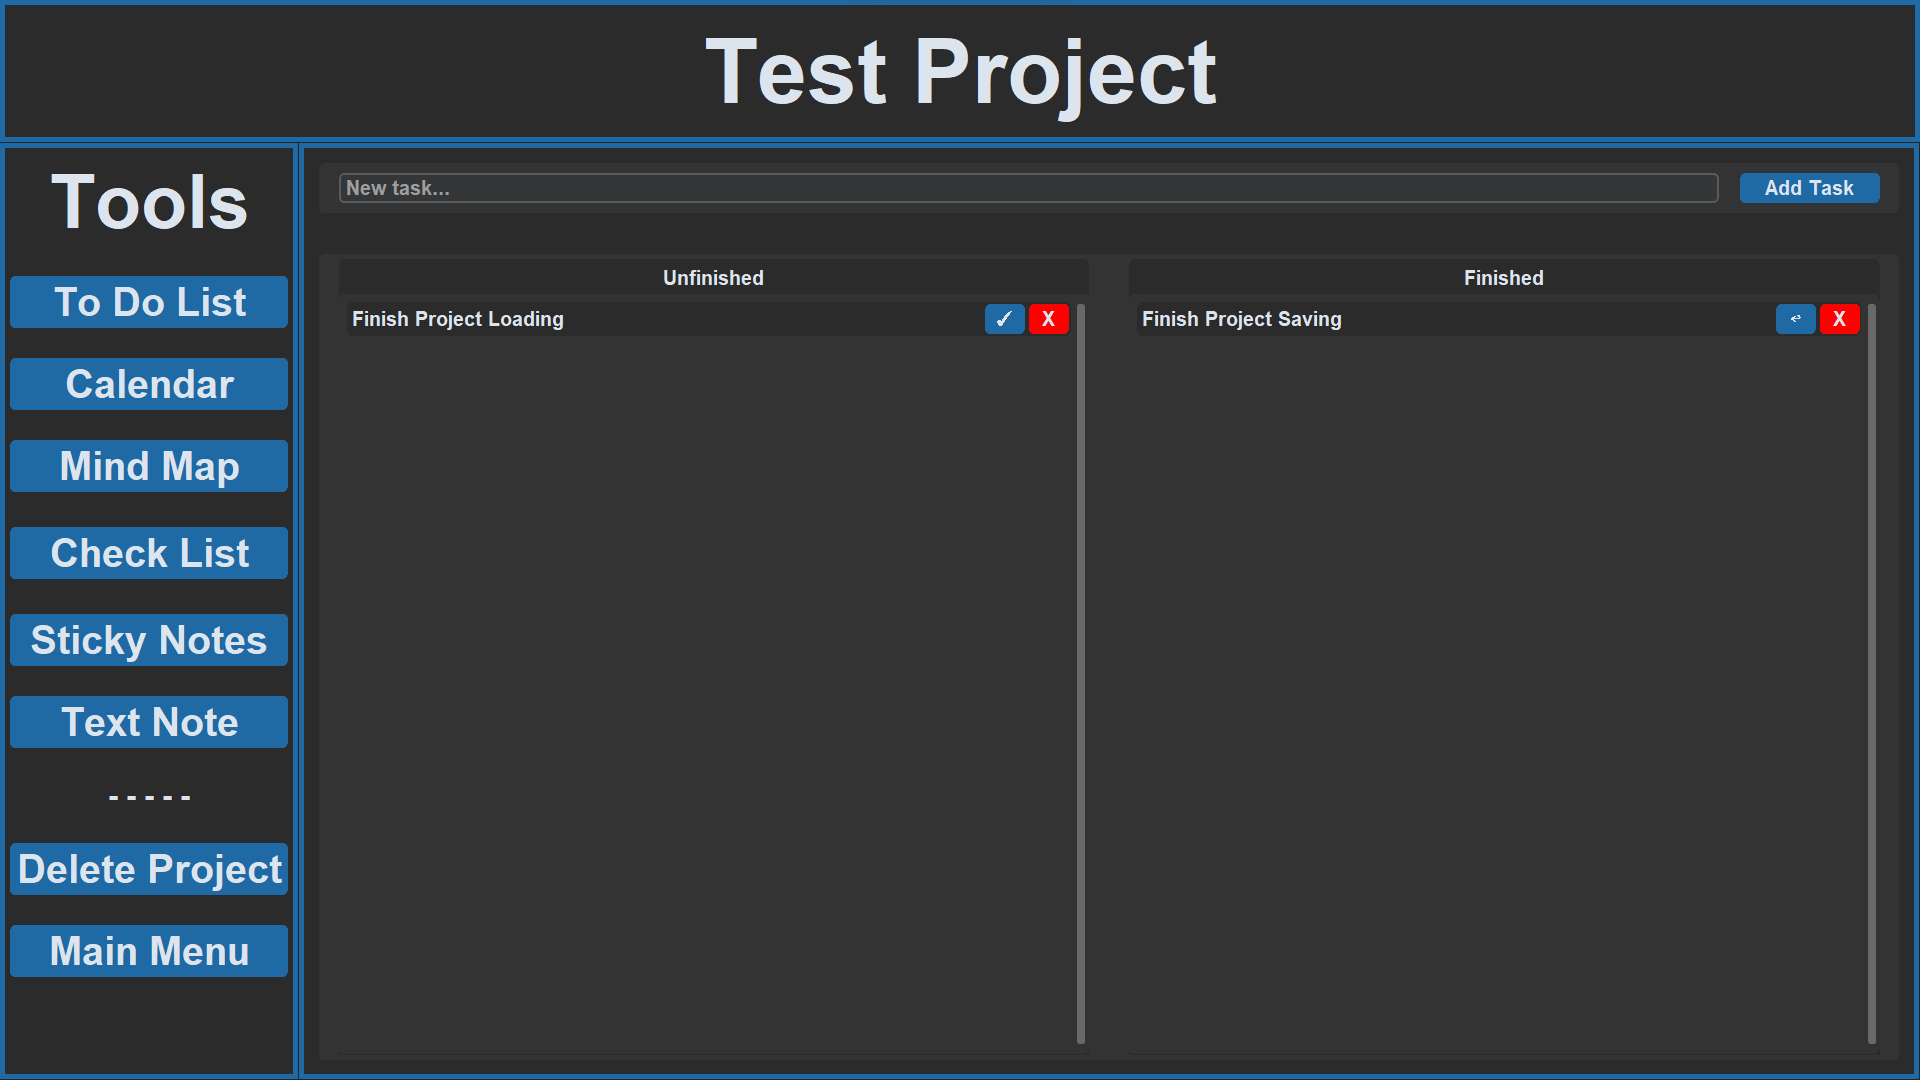 Test Project
Tools
To Do List
Calendar
Mind Map
Check List
Sticky Notes
Text Note
-----
Delete Project
Main Menu
New task...
Add Task
Unfinished
Finish Project Loading
✓
X
Finished
Finish Project Saving
↩
X